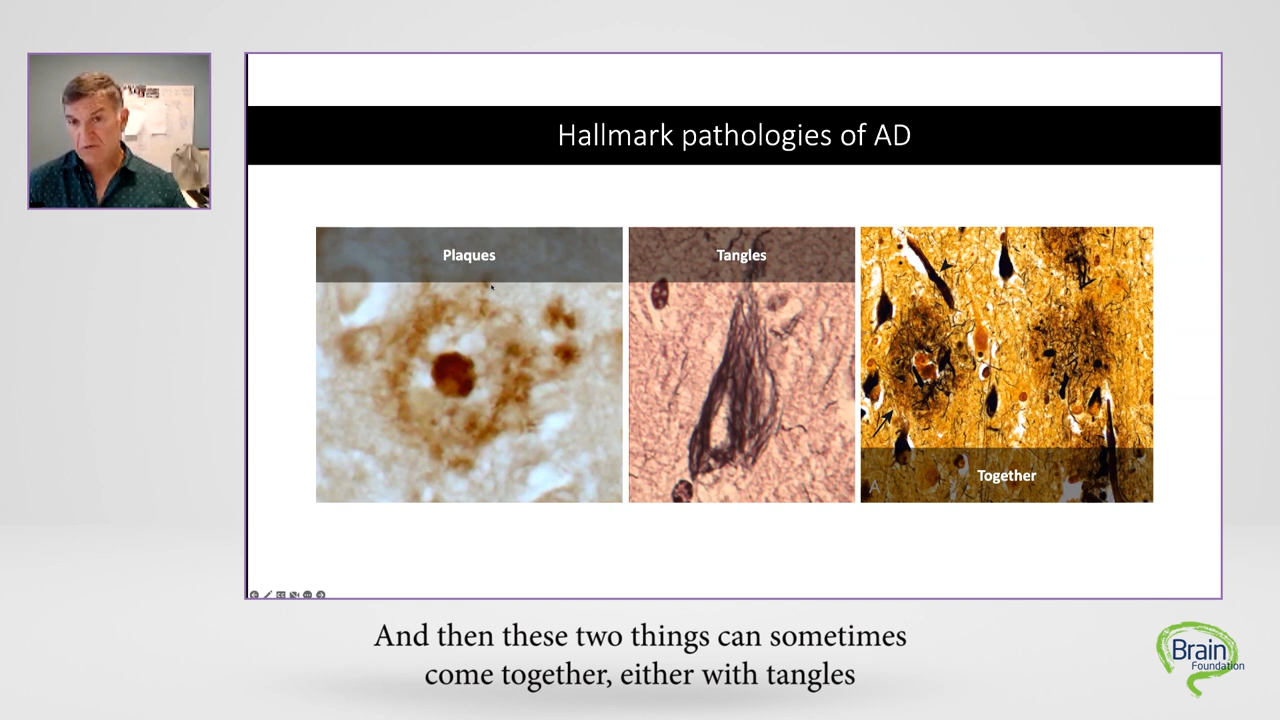 Hallmark pathologies of AD
Plaques
Tangles
Together
A
And then these two things can sometimes
come together, either with tangles
Brain
Foundation